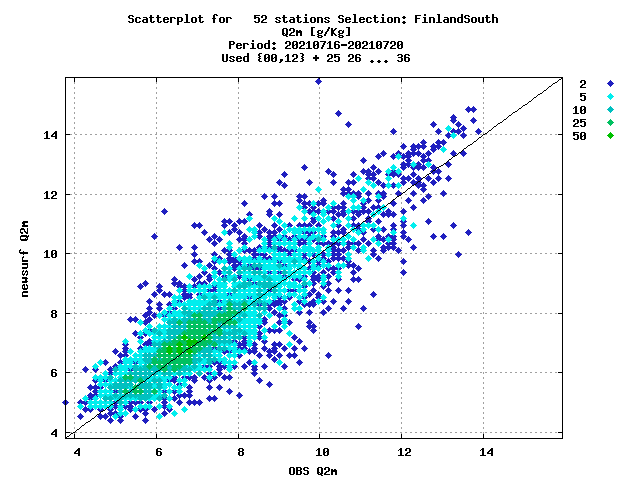 Scatterplot for 52 stations Selection: FinlandSouth
Q2m [g/Kg]
Period: 20210716-20210720
Used {00,12} + 25 26 ... 36
2
5
10
25
50
newsurf Q2m
14
12
10
8
6
4
4 6 8 10 12 14
OBS Q2m